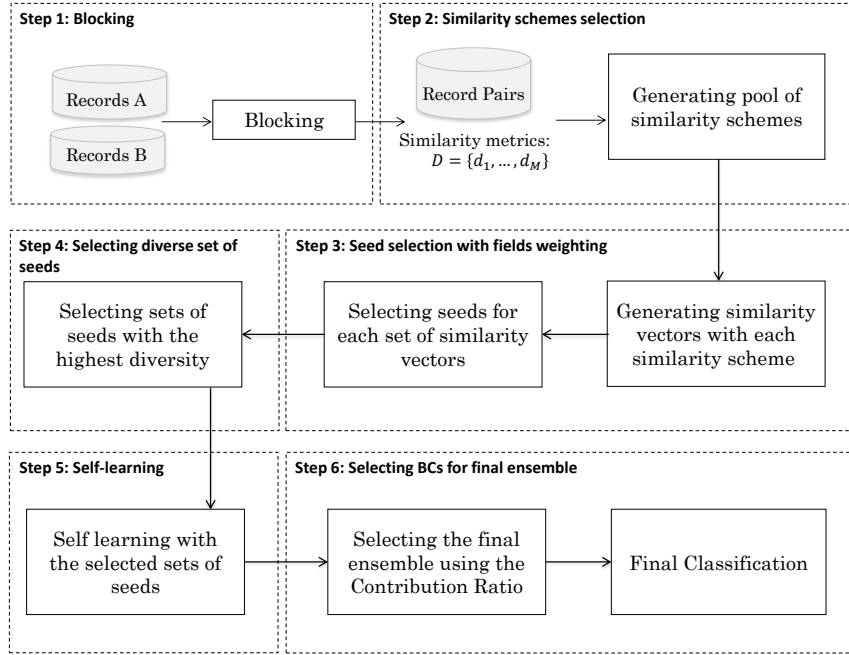 Step 1: Blocking
Records A
Records B
Blocking
Step 2: Similarity schemes selection
Record Pairs
Similarity metrics:
D = {d₁, ..., d_M}
Generating pool of
similarity schemes
Step 3: Seed selection with fields weighting
Generating similarity
vectors with each
similarity scheme
Selecting seeds for
each set of similarity
vectors
Step 4: Selecting diverse set of
seeds
Selecting sets of
seeds with the
highest diversity
Step 5: Self-learning
Self learning with
the selected sets of
seeds
Step 6: Selecting BCs for final ensemble
Selecting the final
ensemble using the
Contribution Ratio
Final Classification